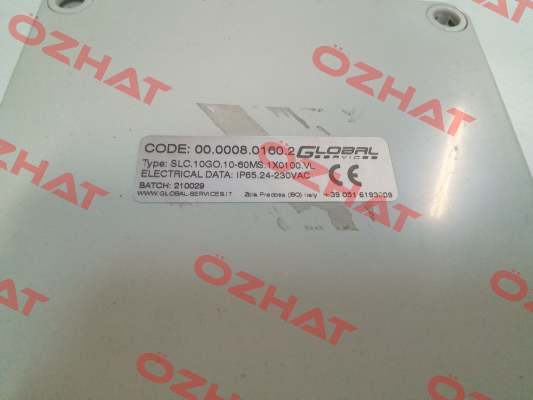 ÖZHAT
ÖZHAT
ÖZHAT
CODE: 00.0008.0160.2 GLOBAL SERVICES
Type: SLC.10GO.10-60MS.1X0100.VL
ELECTRICAL DATA: IP65.24-230VAC CE
BATCH: 210029
WWW.GLOBAL-SERVICES.IT Zola Predosa (BO) Italy +39 051
ÖZHAT
ÖZHAT
ÖZHAT
ÖZHAT
ÖZHAT
ÖZHAT